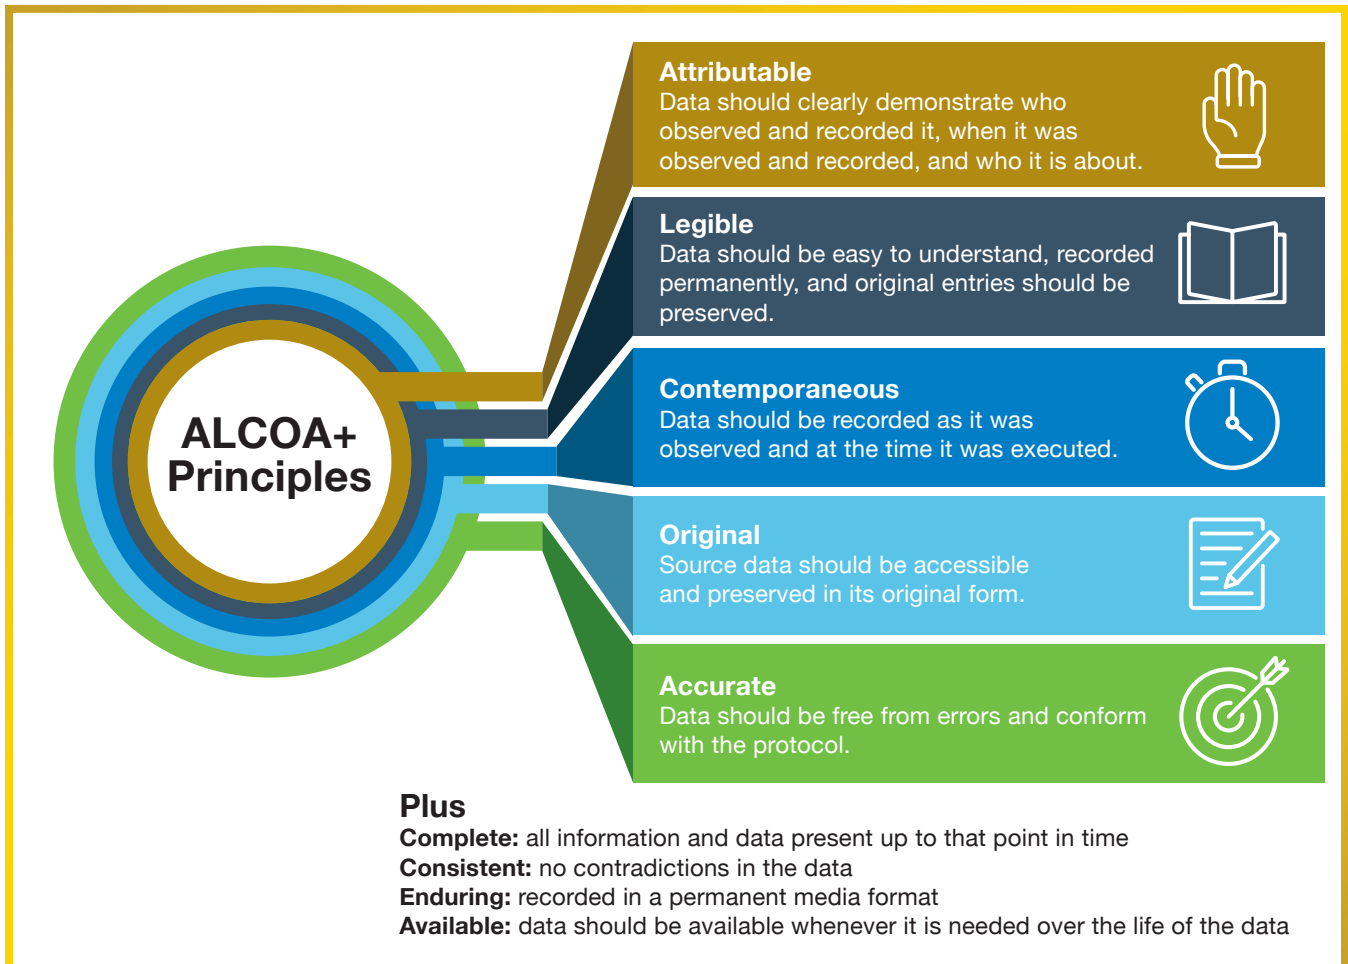 ALCOA+
Principles
Attributable
Data should clearly demonstrate who
observed and recorded it, when it was
observed and recorded, and who it is about.
Legible
Data should be easy to understand, recorded
permanently, and original entries should be
preserved.
Contemporaneous
Data should be recorded as it was
observed and at the time it was executed.
Original
Source data should be accessible
and preserved in its original form.
Accurate
Data should be free from errors and conform
with the protocol.
Plus
Complete: all information and data present up to that point in time
Consistent: no contradictions in the data
Enduring: recorded in a permanent media format
Available: data should be available whenever it is needed over the life of the data